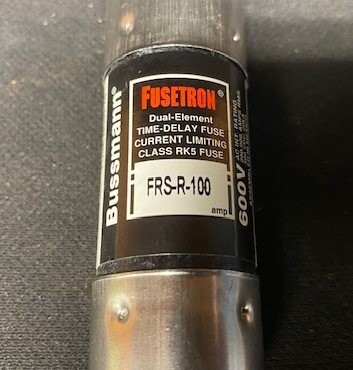 Bussmann®
FUSETRON®
Dual-Element
TIME-DELAY FUSE
CURRENT LIMITING
CLASS RK5 FUSE
FRS-R-100
amp
600V